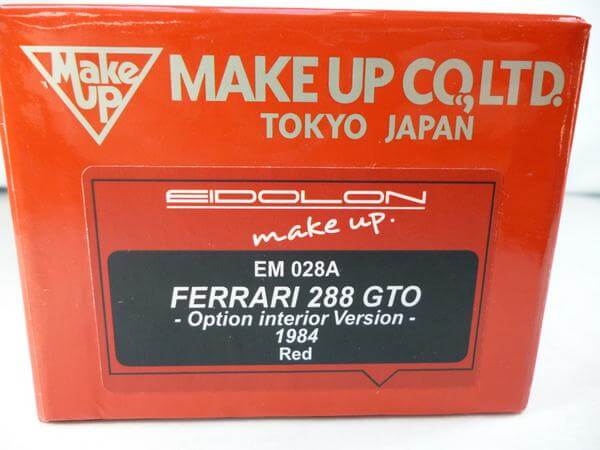 Make Up
MAKE UP CO., LTD.
TOKYO JAPAN
EIDOLON
make up.
EM 028A
FERRARI 288 GTO
- Option interior Version -
1984
Red